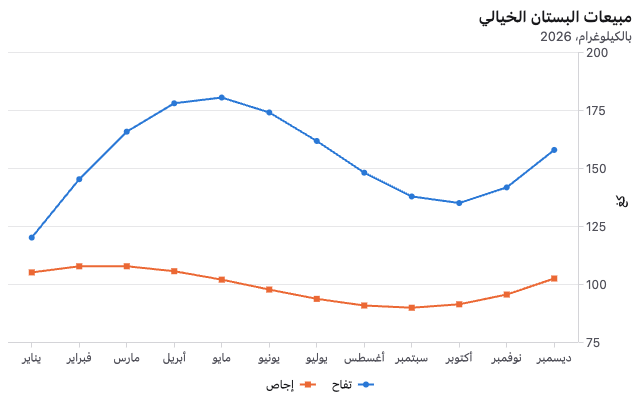 مبيعات البستان الخيالي
بالكيلوغرام، 2026
200
175
150
125
100
75
كغ
يناير
فبراير
مارس
أبريل
مايو
يونيو
يوليو
أغسطس
سبتمبر
أكتوبر
نوفمبر
ديسمبر
تفاح
إجاص